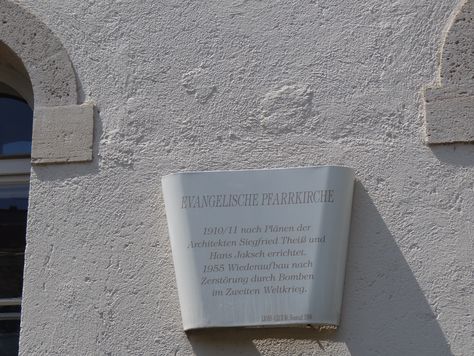 EVANGELISCHE PFARRKIRCHE
1910/11 nach Plänen der
Architekten Siegfried Theiß und
Hans Jaksch errichtet.
1955 Wiederaufbau nach
Zerstörung durch Bomben
im Zweiten Weltkrieg.